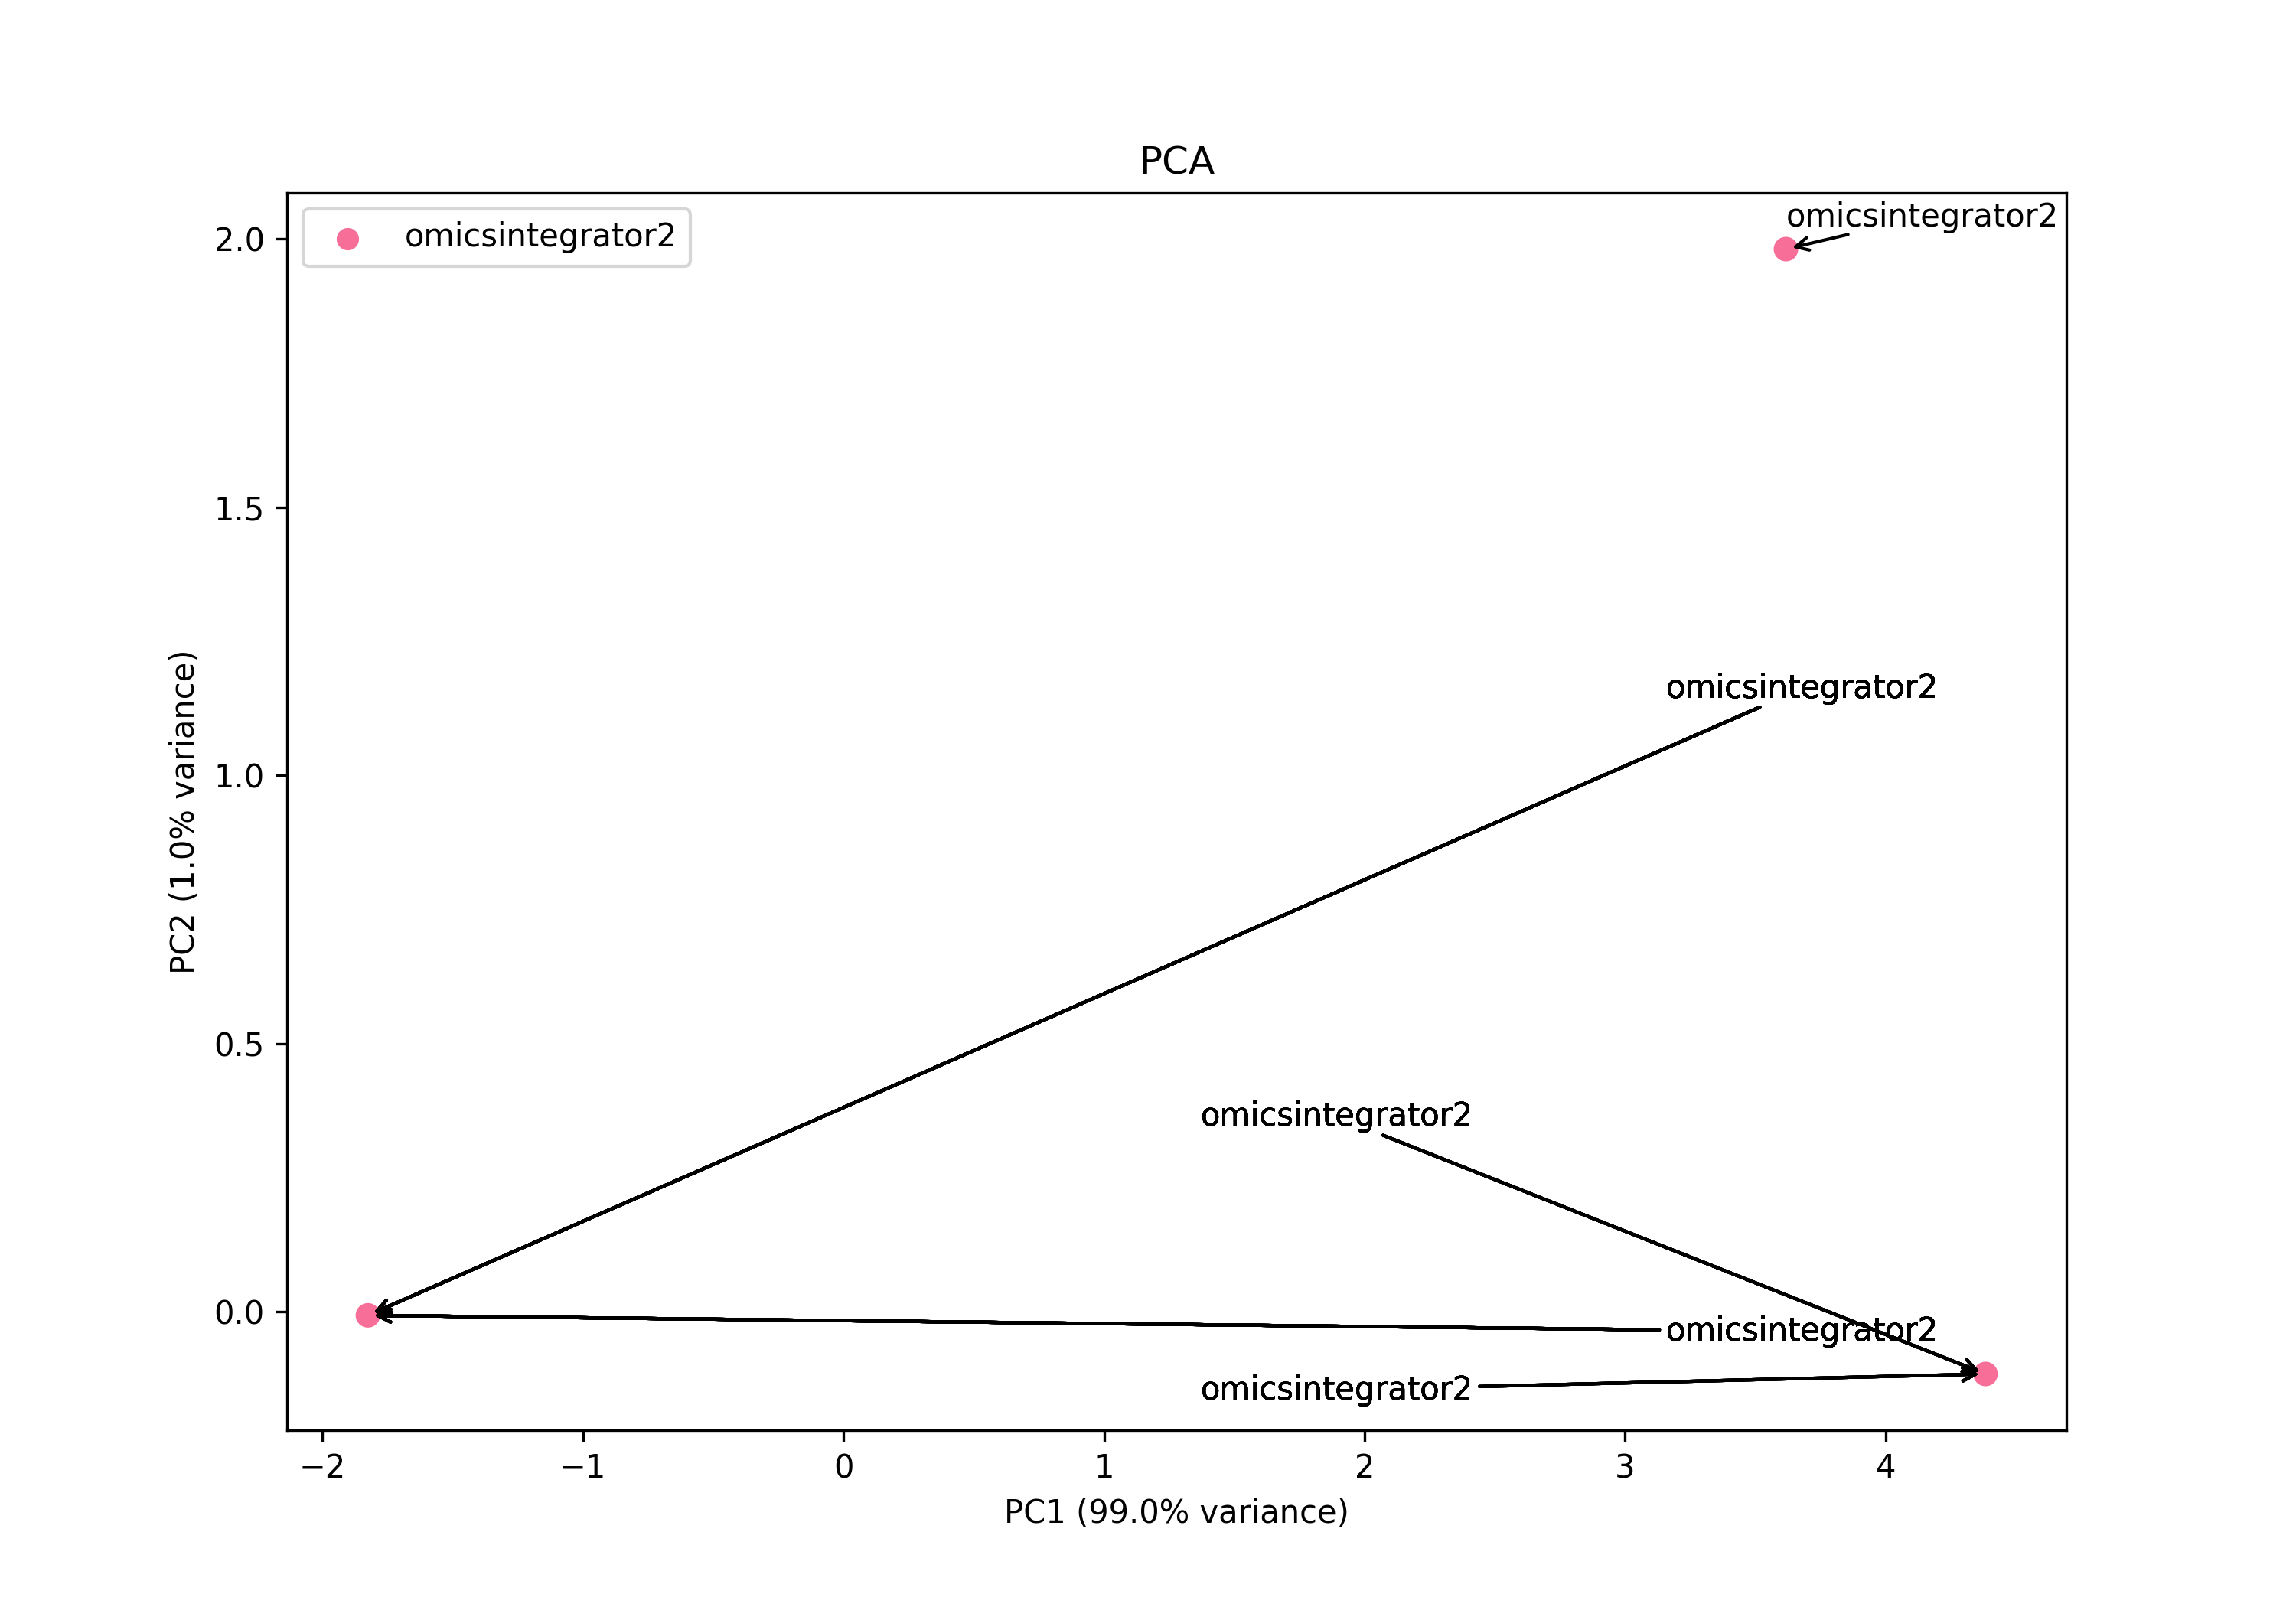 PCA
omicsintegrator2
omicsintegrator2
omicsintegrator2
omicsintegrator2
omicsintegrator2
omicsintegrator2
2.0
1.5
1.0
0.5
0.0
PC2 (1.0% variance)
−2 −1 0 1 2 3 4
PC1 (99.0% variance)